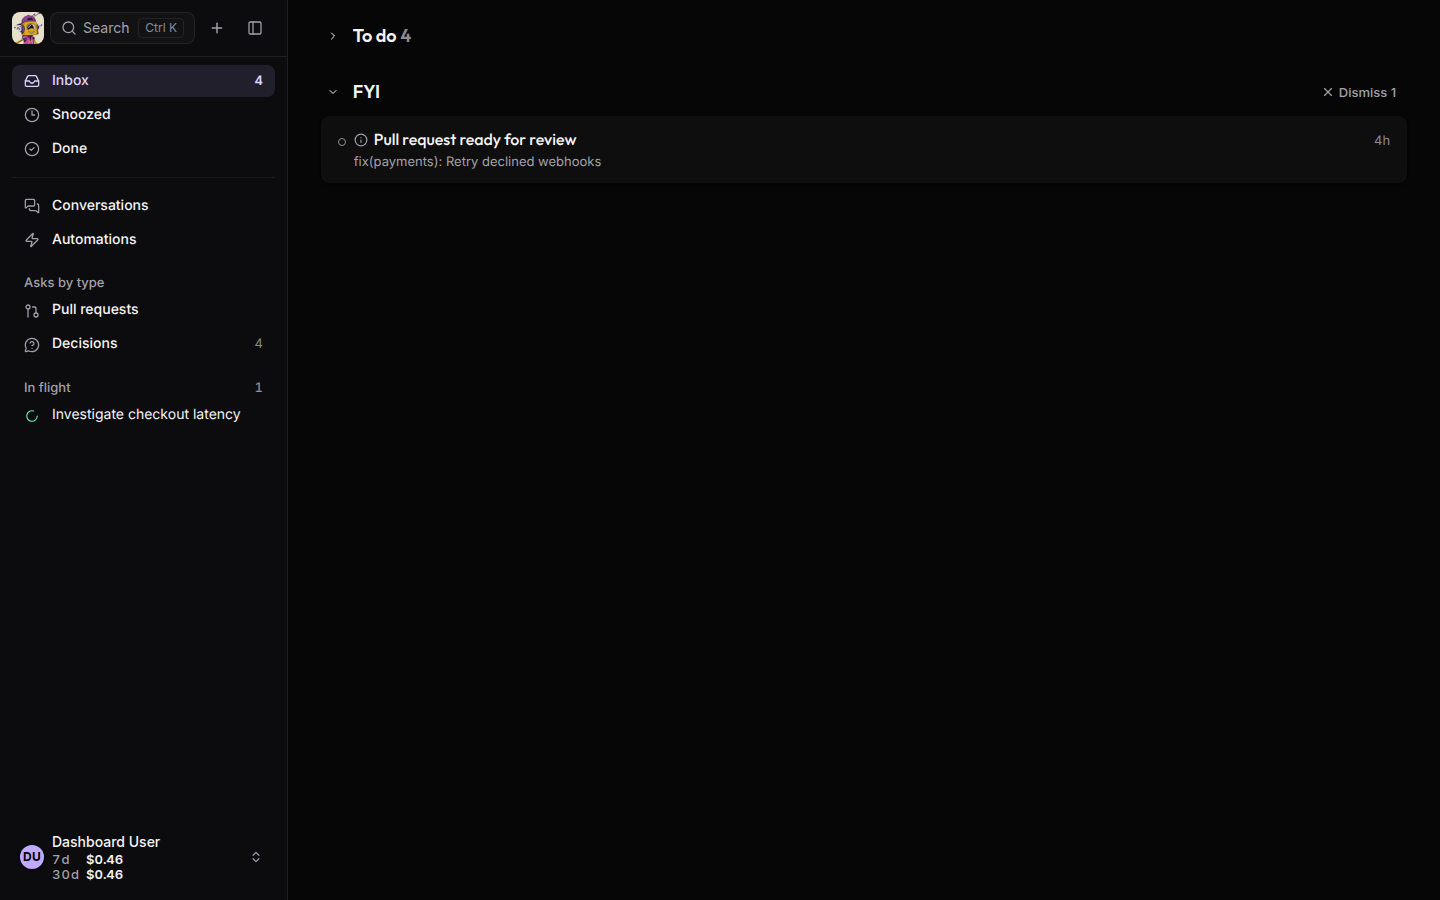 Search Ctrl K
Inbox 4
Snoozed
Done
Conversations
Automations
Asks by type
Pull requests
Decisions 4
In flight 1
Investigate checkout latency
DU
Dashboard User
7d $0.46
30d $0.46
To do 4
FYI
Dismiss 1
Pull request ready for review
4h
fix(payments): Retry declined webhooks